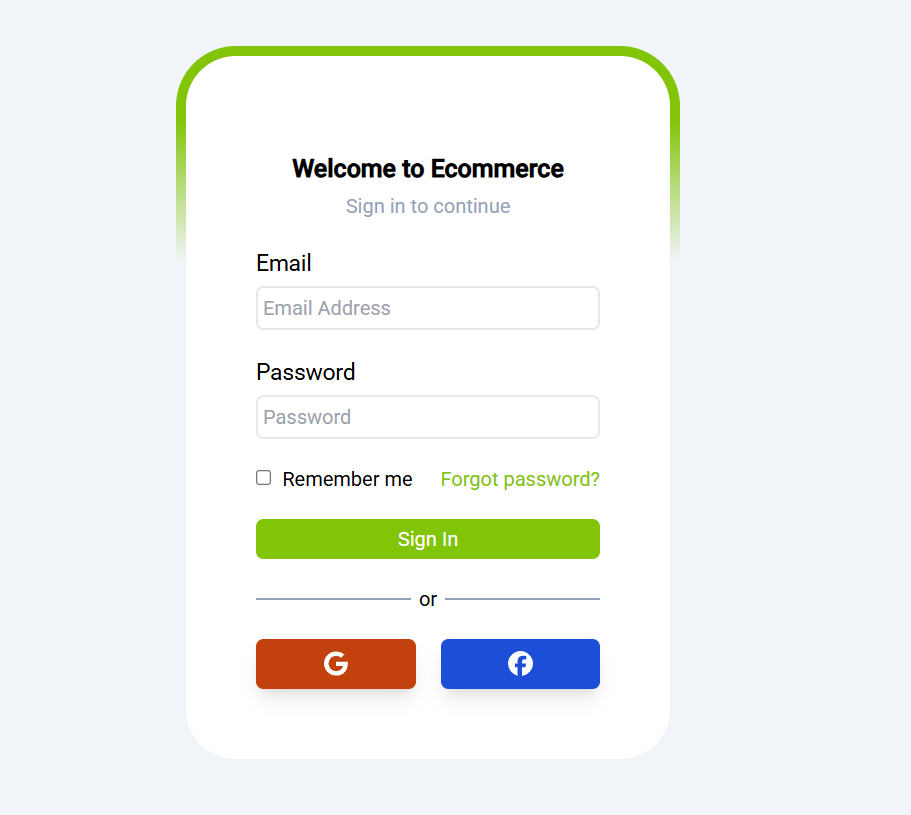 Welcome to Ecommerce
Sign in to continue
Email
Email Address
Password
Password
Remember me Forgot password?
Sign In
or